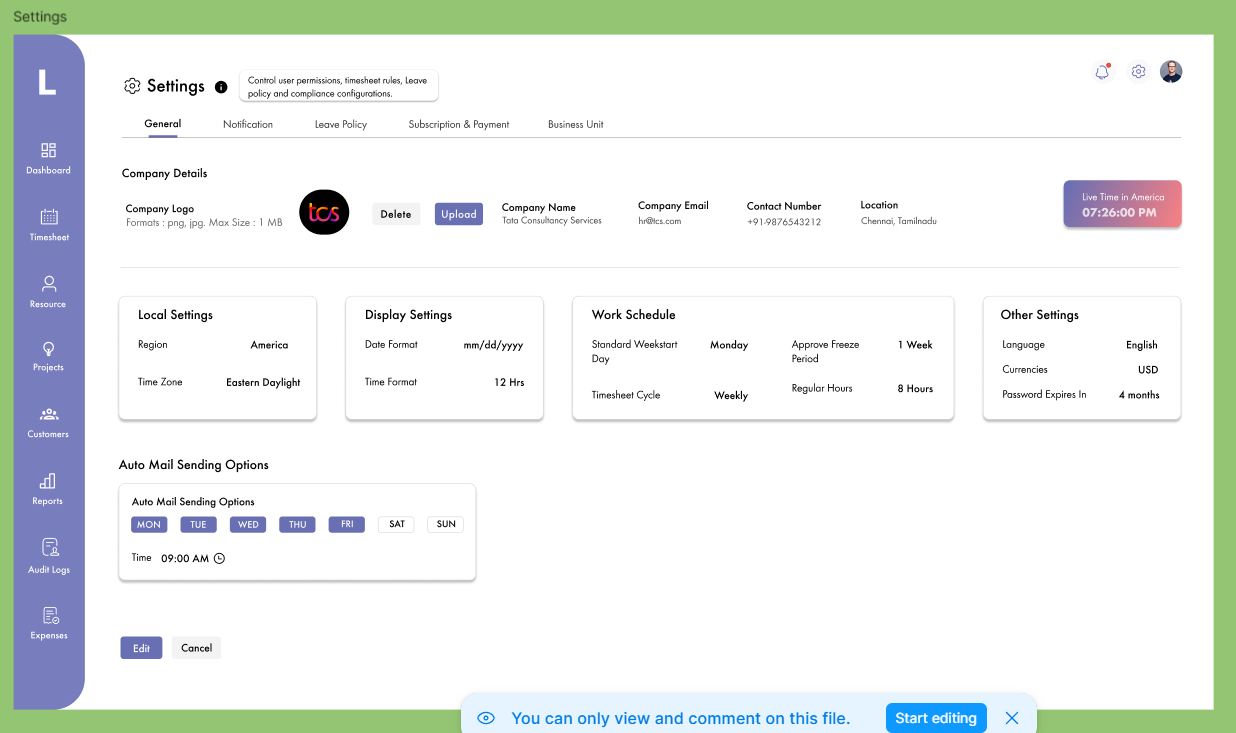 Settings
L
Dashboard
Timesheet
Resource
Projects
Customers
Reports
Audit Logs
Expenses
Settings
Control user permissions, timesheet rules, Leave
policy and compliance configurations.
General
Notification
Leave Policy
Subscription & Payment
Business Unit
Company Details
Company Logo
Formats : png, jpg. Max Size : 1 MB
tcs
Delete
Upload
Company Name
Tata Consultancy Services
Company Email
hr@tcs.com
Contact Number
+91-9876543212
Location
Chennai, Tamilnadu
Live Time in America
07:26:00 PM
Local Settings
Region
America
Time Zone
Eastern Daylight
Display Settings
Date Format
mm/dd/yyyy
Time Format
12 Hrs
Work Schedule
Standard Weekstart
Day
Monday
Timesheet Cycle
Weekly
Approve Freeze
Period
1 Week
Regular Hours
8 Hours
Other Settings
Language
English
Currencies
USD
Password Expires In
4 months
Auto Mail Sending Options
Auto Mail Sending Options
MON
TUE
WED
THU
FRI
SAT
SUN
Time
09:00 AM
Edit
Cancel
You can only view and comment on this file.
Start editing